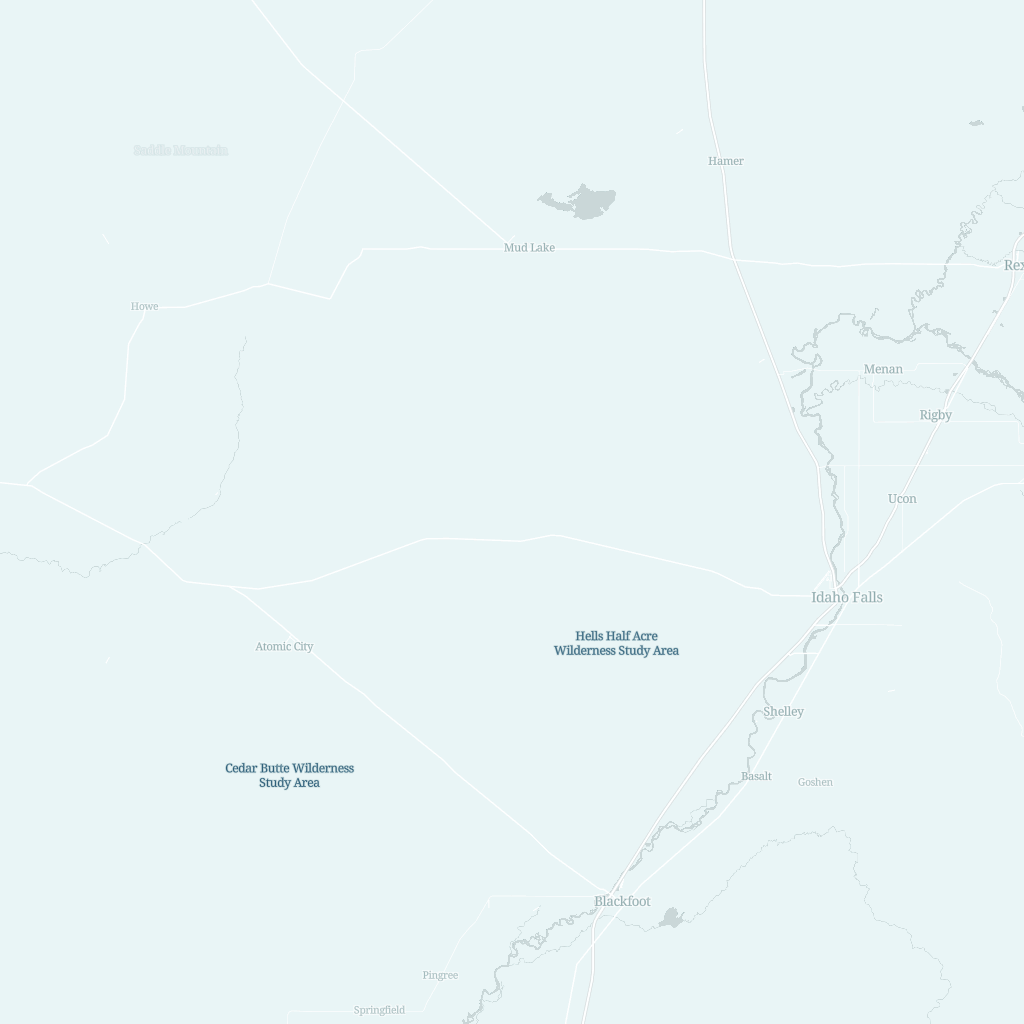 Saddle Mountain
Hamer
Mud Lake
Rex
Howe
Menan
Rigby
Ucon
Idaho Falls
Hells Half Acre
Wilderness Study Area
Atomic City
Shelley
Cedar Butte Wilderness
Study Area
Basalt
Goshen
Blackfoot
Pingree
Springfield